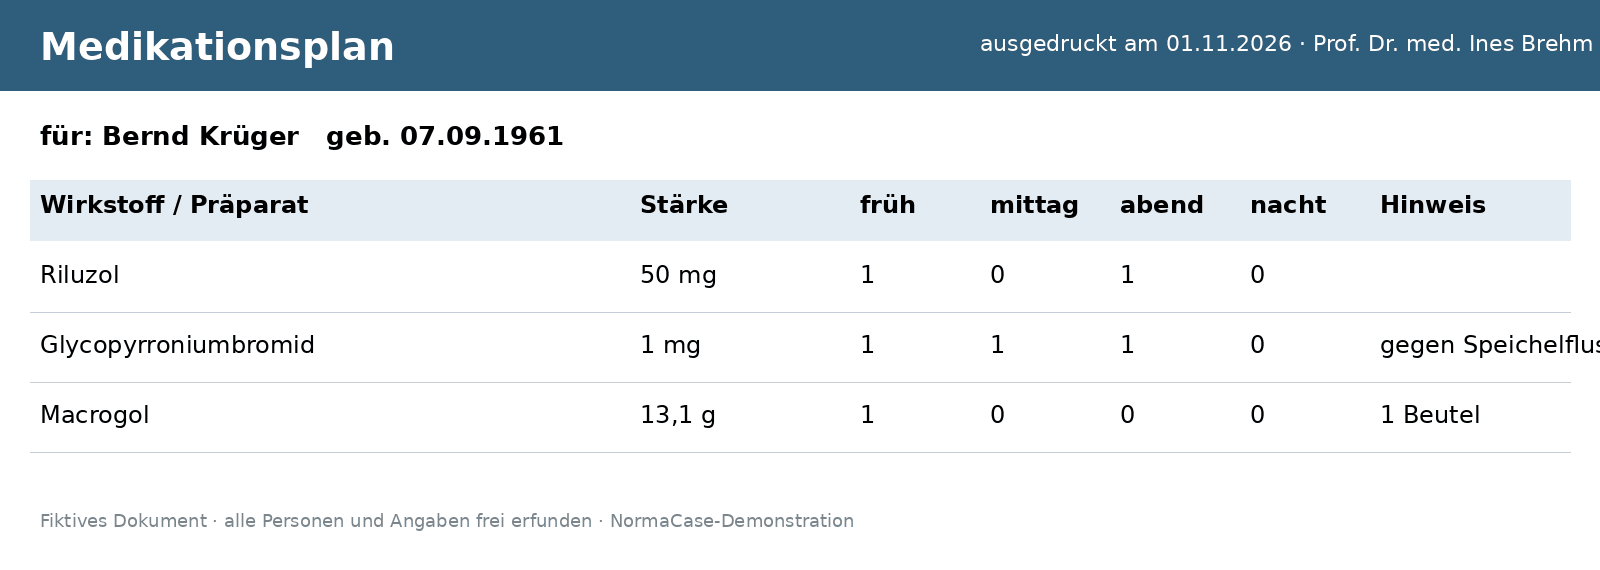 Medikationsplan ausgedruckt am 01.11.2026 · Prof. Dr. med. Ines Brehm
für: Bernd Krüger geb. 07.09.1961
Wirkstoff / Präparat Stärke früh mittag abend nacht Hinweis
Riluzol 50 mg 1 0 1 0
Glycopyrroniumbromid 1 mg 1 1 1 0 gegen Speichelflus
Macrogol 13,1 g 1 0 0 0 1 Beutel
Fiktives Dokument · alle Personen und Angaben frei erfunden · NormaCase-Demonstration